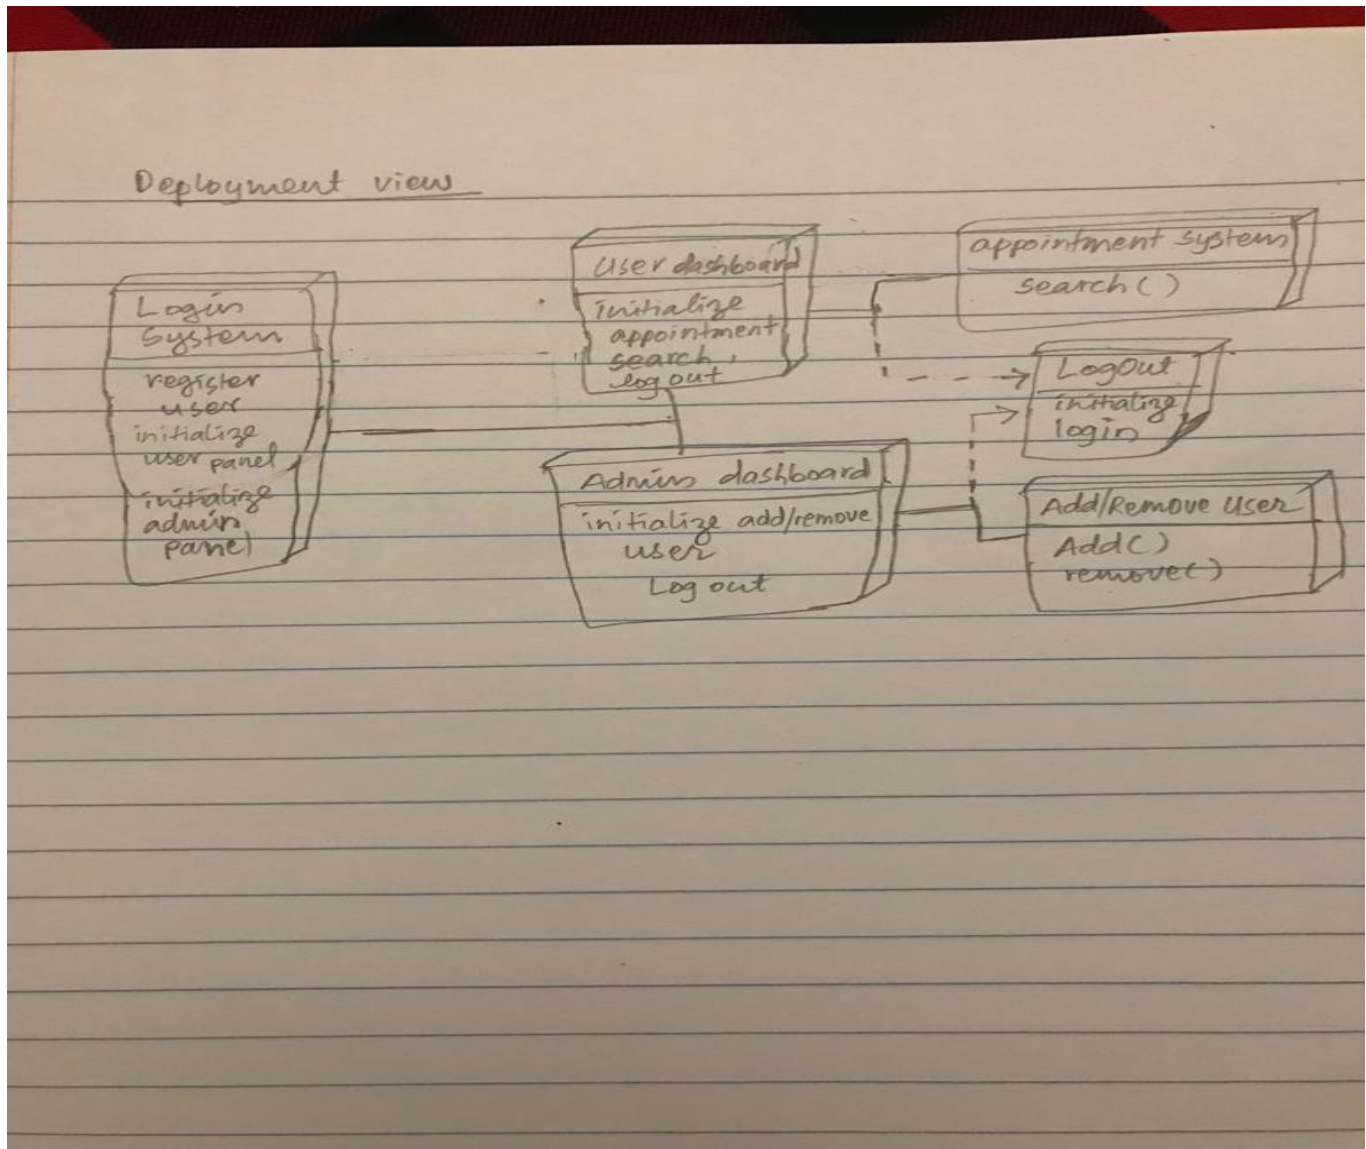 Deployment view
Login
System
register
user
initialize
user panel
initialize
admin
panel
User dashboard
initialize
appointment
search,
log out
Admin dashboard
initialize add/remove
user
Log out
appointment system
search()
LogOut
initialize
login
Add/Remove User
Add()
remove()